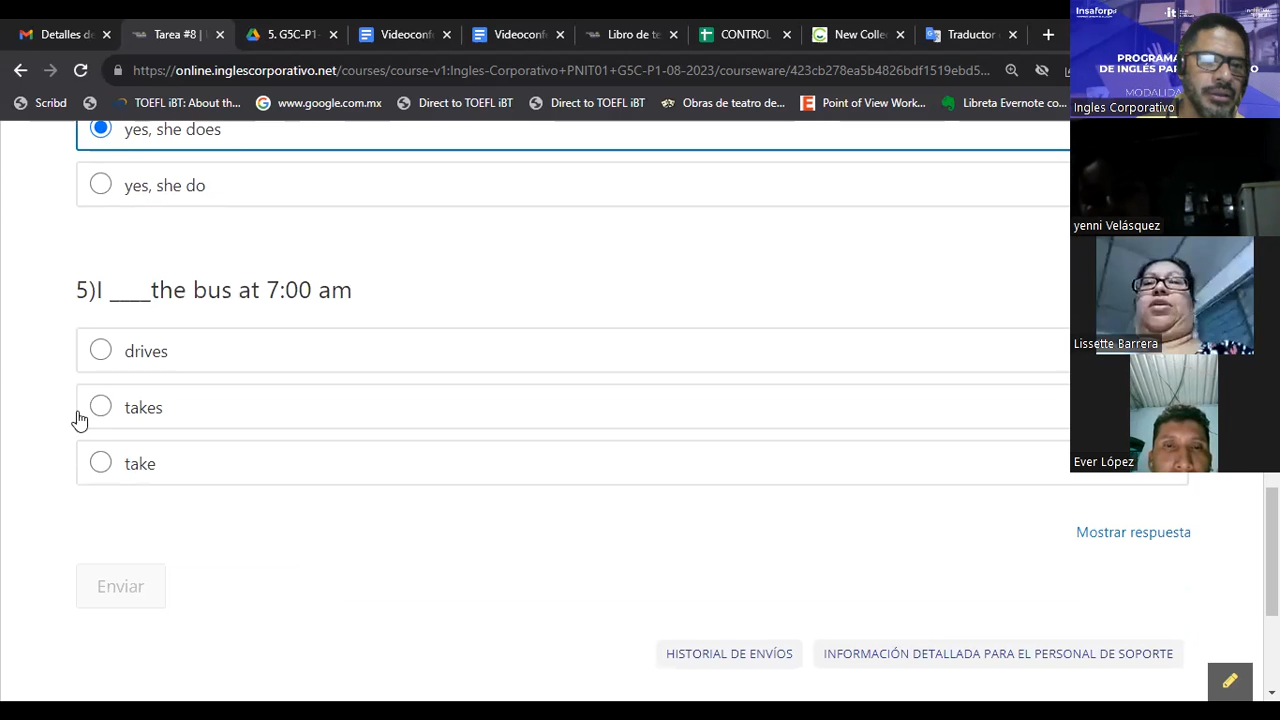 Detalles de
Tarea #8 |
5. G5C-P1-
Videoconf
Videoconf
Libro de te
CONTROL
New Collec
Traductor
https://online.inglescorporativo.net/courses/course-v1:Ingles-Corporativo+PNIT01+G5C-P1-08-2023/courseware/423cb278ea5b4826bdf1519ebd5...
Scribd
TOEFL iBT: About th...
www.google.com.mx
Direct to TOEFL iBT
Direct to TOEFL iBT
Obras de teatro de...
Point of View Work...
Libreta Evernote co...
yes, she does
yes, she do
5)I ____the bus at 7:00 am
drives
takes
take
Mostrar respuesta
Enviar
HISTORIAL DE ENVÍOS
INFORMACIÓN DETALLADA PARA EL PERSONAL DE SOPORTE
Insaforp
it
PROGRAMA
DE INGLÉS PAR
O
MODALIDA
Ingles Corporativo
yenni Velásquez
Lissette Barrera
Ever López